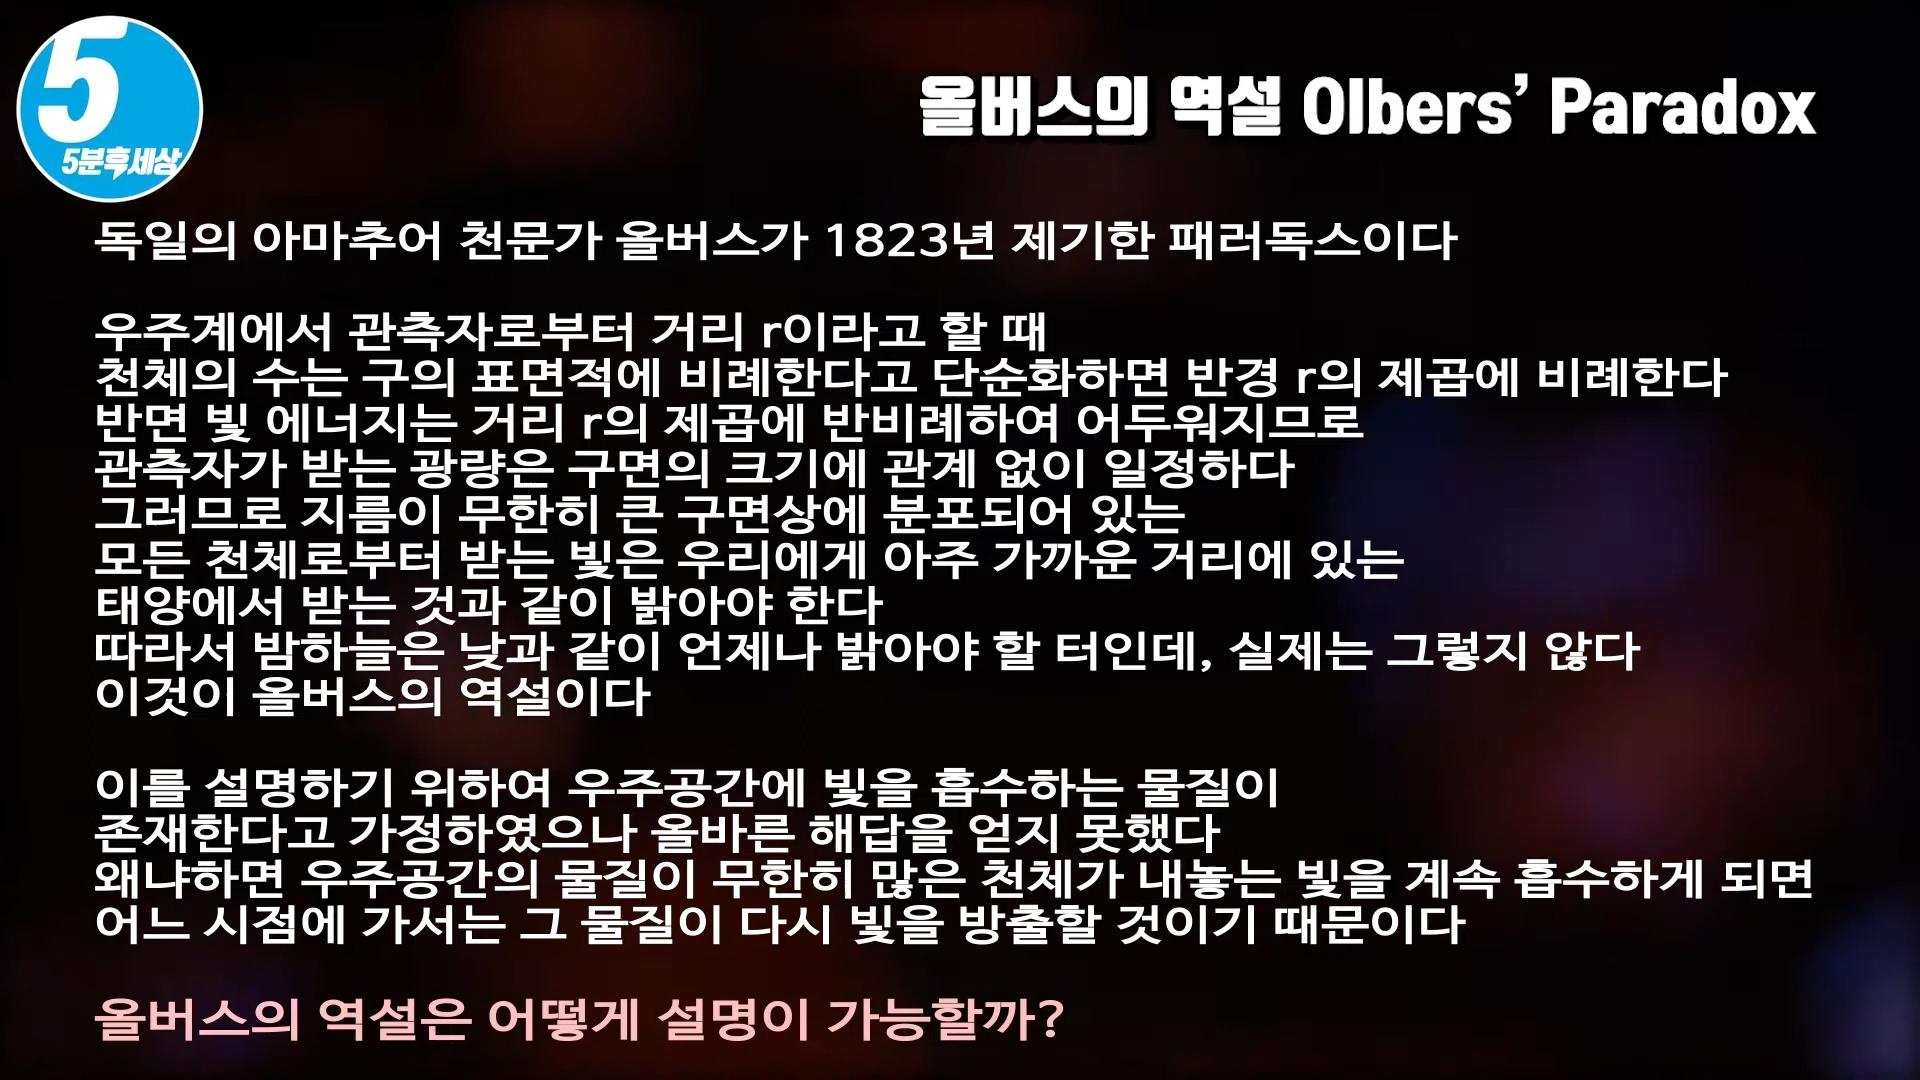 5
5분후세상
올버스의 역설 Olbers’ Paradox
독일의 아마추어 천문가 올버스가 1823년 제기한 패러독스이다
우주계에서 관측자로부터 거리 r이라고 할 때
천체의 수는 구의 표면적에 비례한다고 단순화하면 반경 r의 제곱에 비례한다
반면 빛 에너지는 거리 r의 제곱에 반비례하여 어두워지므로
관측자가 받는 광량은 구면의 크기에 관계 없이 일정하다
그러므로 지름이 무한히 큰 구면상에 분포되어 있는
모든 천체로부터 받는 빛은 우리에게 아주 가까운 거리에 있는
태양에서 받는 것과 같이 밝아야 한다
따라서 밤하늘은 낮과 같이 언제나 밝아야 할 터인데, 실제는 그렇지 않다
이것이 올버스의 역설이다
이를 설명하기 위하여 우주공간에 빛을 흡수하는 물질이
존재한다고 가정하였으나 올바른 해답을 얻지 못했다
왜냐하면 우주공간의 물질이 무한히 많은 천체가 내놓는 빛을 계속 흡수하게 되면
어느 시점에 가서는 그 물질이 다시 빛을 방출할 것이기 때문이다
올버스의 역설은 어떻게 설명이 가능할까?